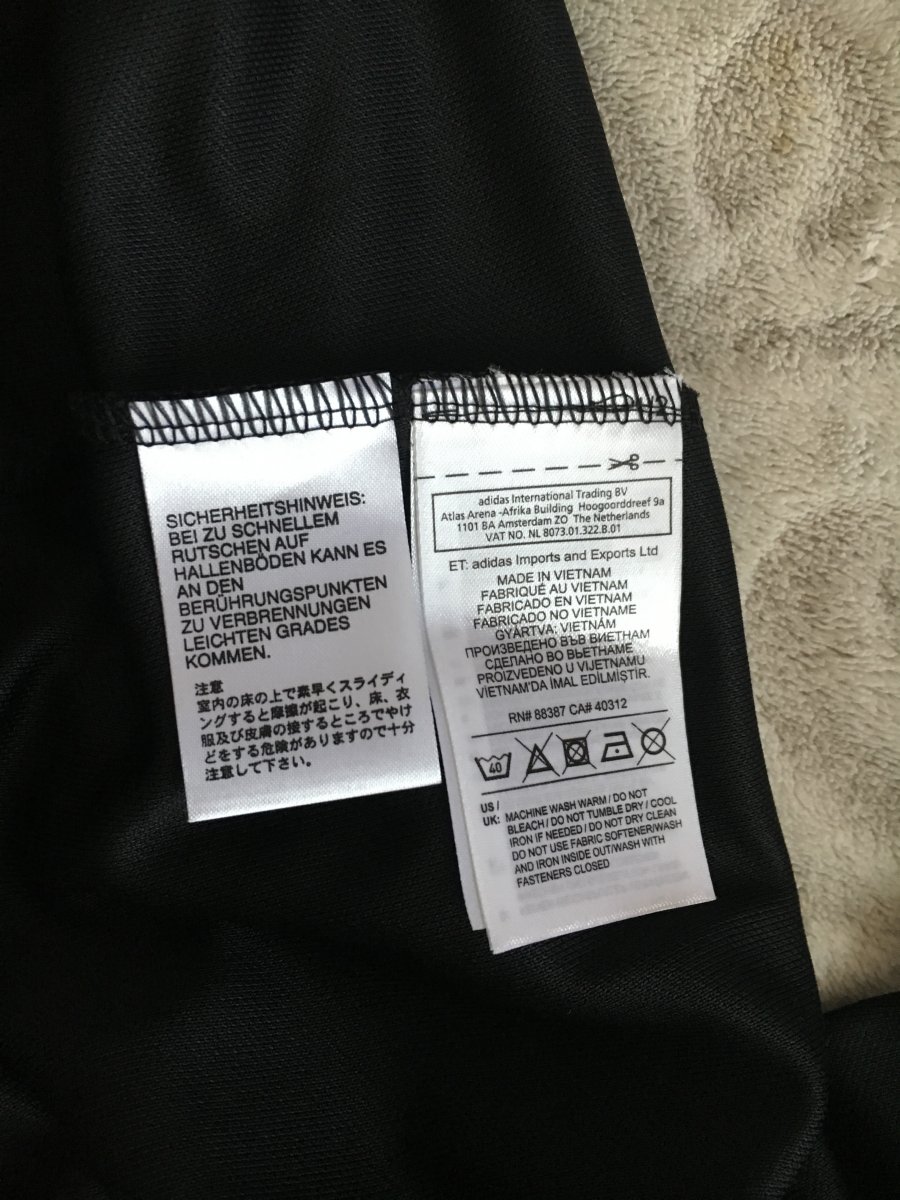 SICHERHEITSHINWEIS:
BEI ZU SCHNELLEM
RUTSCHEN AUF
HALLENBÖDEN KANN ES
AN DEN
BERÜHRUNGSPUNKTEN
ZU VERBRENNUNGEN
LEICHTEN GRADES
KOMMEN.
注意
室内の床の上で素早くスライディ
ングすると摩擦が起こり、床、衣
服及び皮膚の接するところでやけ
どをする危険がありますので十分
注意して下さい。
adidas International Trading BV
Atlas Arena -Afrika Building Hoogoorddreef 9a
1101 BA Amsterdam ZO The Netherlands
VAT NO. NL 8073.01.322.B.01
ET: adidas Imports and Exports Ltd
MADE IN VIETNAM
FABRIQUÉ AU VIETNAM
FABRICADO EN VIETNAM
FABRICADO NO VIETNAME
GYÁRTVA: VIETNÁM
ПРОИЗВЕДЕНО ВЪВ ВИЕТНАМ
СДЕЛАНО ВО ВЬЕТНАМЕ
PROIZVEDENO U VIJETNAMU
VİETNAM'DA İMAL EDİLMİŞTİR.
RN# 88387 CA# 40312
40
US / UK: MACHINE WASH WARM / DO NOT
BLEACH / DO NOT TUMBLE DRY / COOL
IRON IF NEEDED / DO NOT DRY CLEAN
DO NOT USE FABRIC SOFTENER/WASH
AND IRON INSIDE OUT/WASH WITH
FASTENERS CLOSED